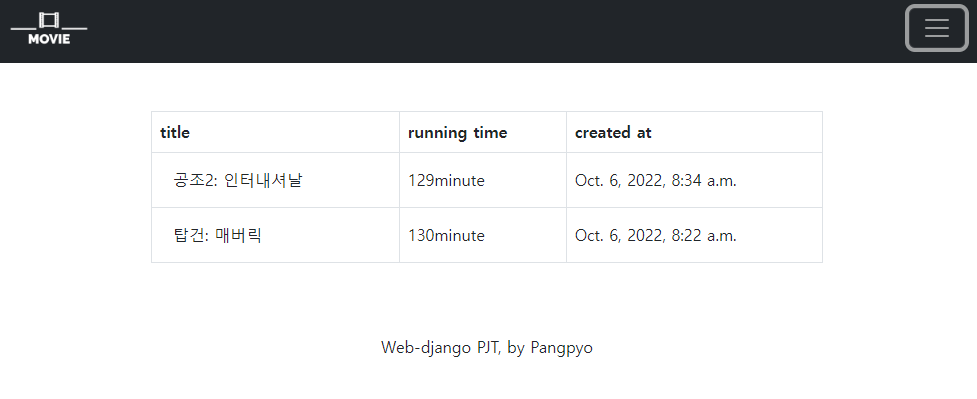 MOVIE
title running time created at
공조2: 인터내셔날 129minute Oct. 6, 2022, 8:34 a.m.
탑건: 매버릭 130minute Oct. 6, 2022, 8:22 a.m.
Web-django PJT, by Pangpyo